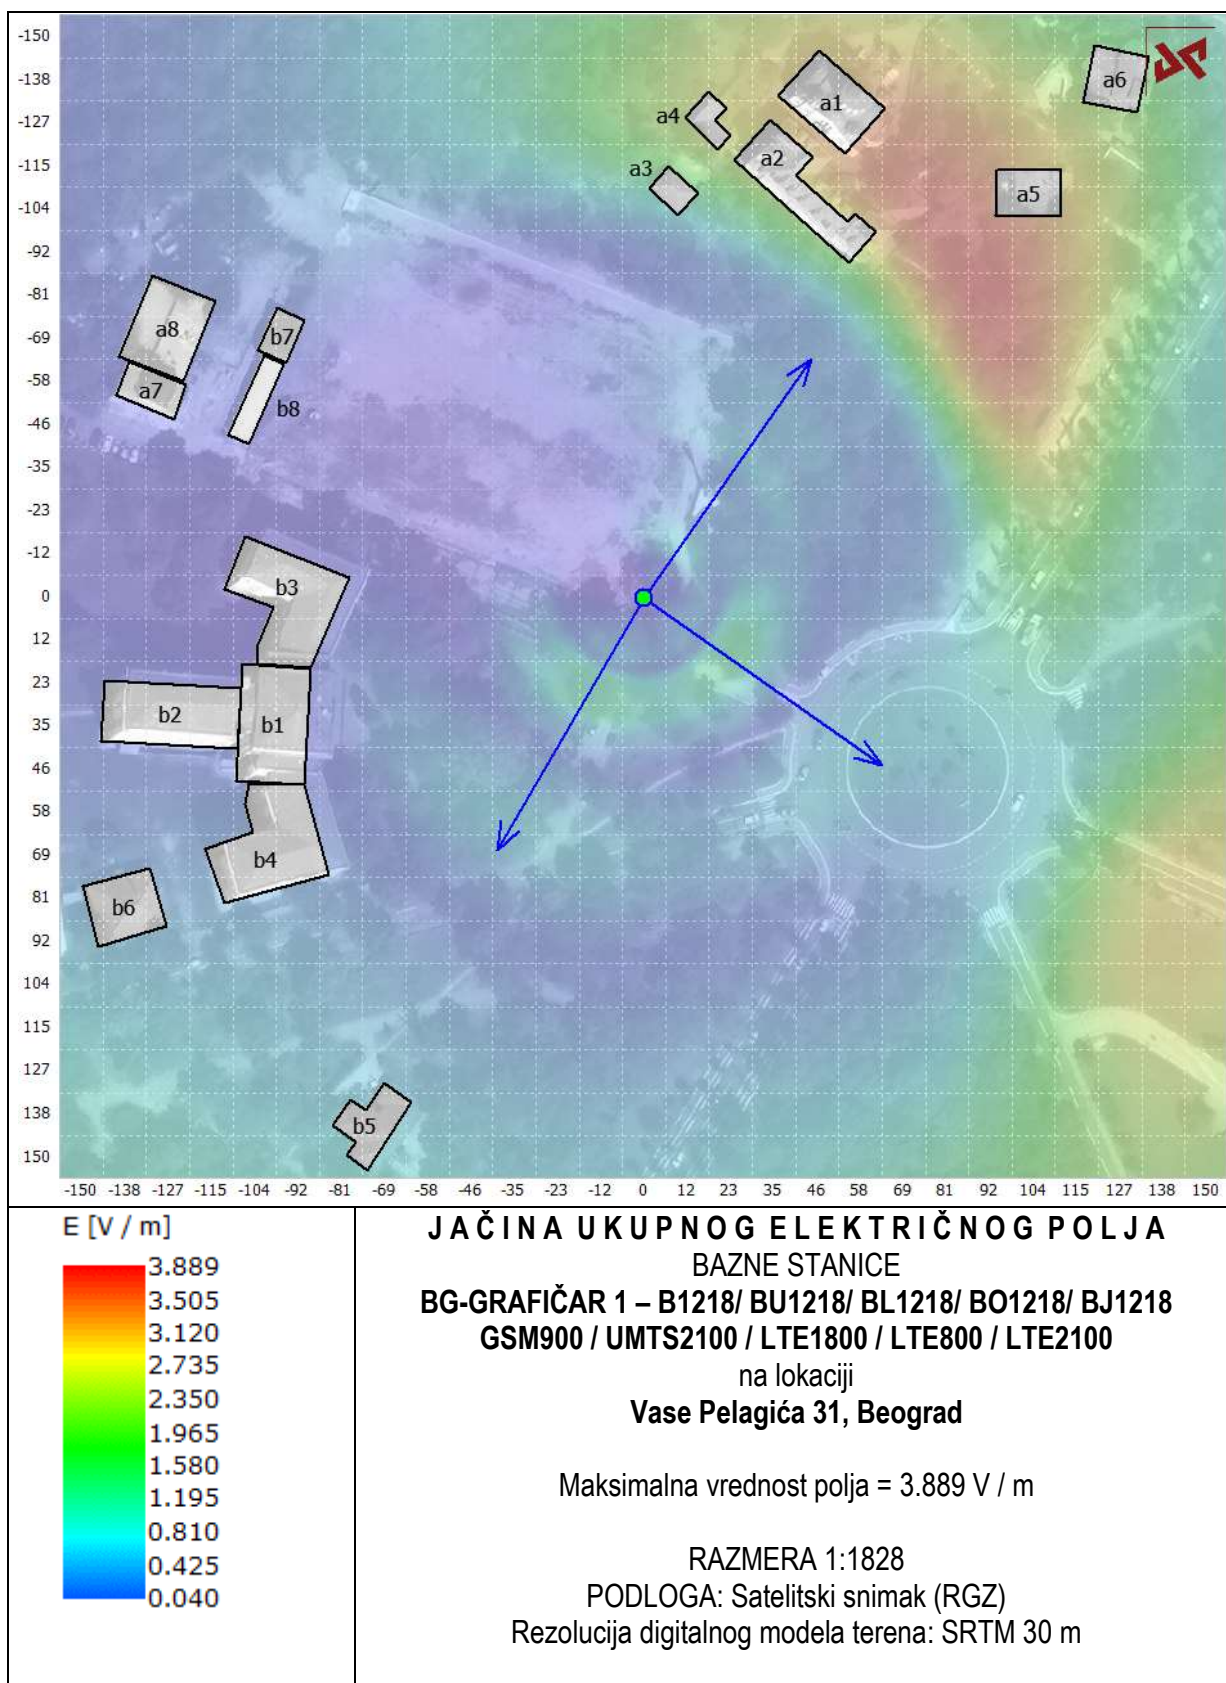 -150
-138
-127
-115
-104
-92
-81
-69
-58
-46
-35
-23
-12
0
12
23
35
46
58
69
81
92
104
115
127
138
150
a1
a2
a3
a4
a5
a6
a7
a8
b7
b8
b3
b2
b1
b4
b6
b5
-150 -138 -127 -115 -104 -92 -81 -69 -58 -46 -35 -23 -12 0 12 23 35 46 58 69 81 92 104 115 127 138 150
E [V / m]
3.889
3.505
3.120
2.735
2.350
1.965
1.580
1.195
0.810
0.425
0.040
JAČINA UKUPNOG ELEKTRIČNOG POLJA
BAZNE STANICE
BG-GRAFIČAR 1 – B1218/ BU1218/ BL1218/ BO1218/ BJ1218
GSM900 / UMTS2100 / LTE1800 / LTE800 / LTE2100
na lokaciji
Vase Pelagića 31, Beograd
Maksimalna vrednost polja = 3.889 V / m
RAZMERA 1:1828
PODLOGA: Satelitski snimak (RGZ)
Rezolucija digitalnog modela terena: SRTM 30 m